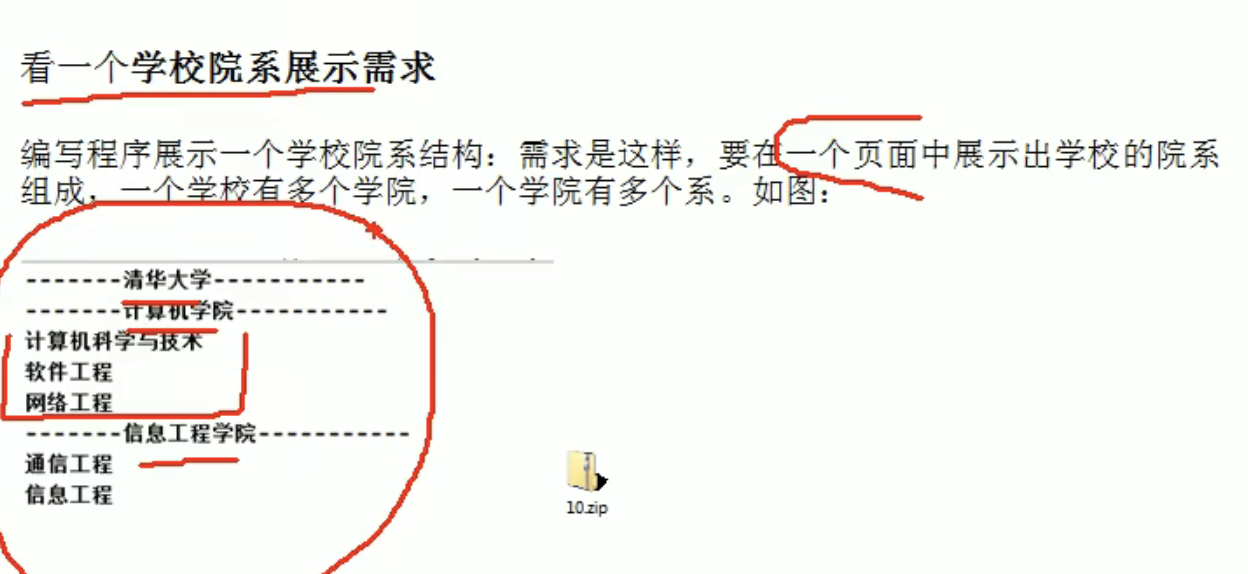 看一个学校院系展示需求
编写程序展示一个学校院系结构：需求是这样，要在一个页面中展示出学校的院系
组成，一个学校有多个学院，一个学院有多个系。如图：
-------清华大学-----------
-------计算机学院-----------
计算机科学与技术
软件工程
网络工程
-------信息工程学院-----------
通信工程
信息工程
10.zip